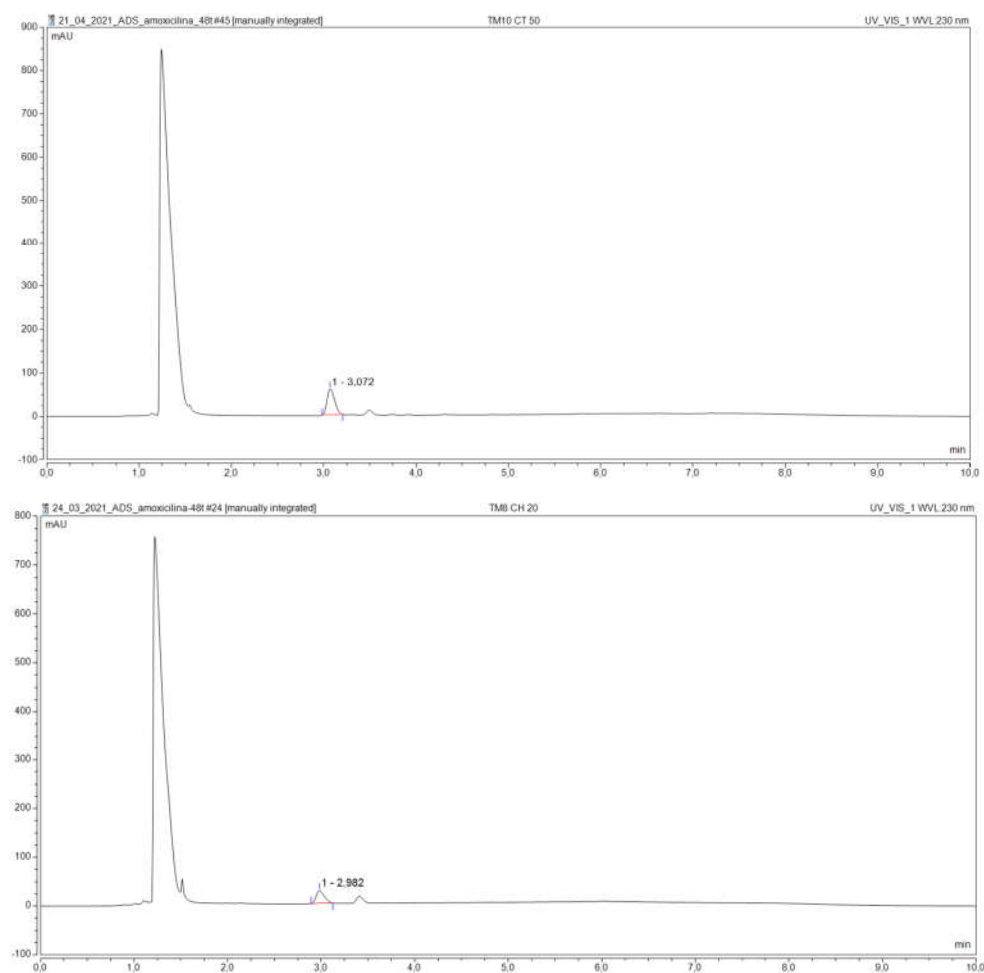 21_04_2021_ADS_amoxicilina_48t #45 [manually integrated] TM10 CT 50 UV_VIS_1 WVL:230 nm
900
mAU
800
700
600
500
400
300
200
100
1 - 3,072
0
min
-100
0,0 1,0 2,0 3,0 4,0 5,0 6,0 7,0 8,0 9,0 10,0
24_03_2021_ADS_amoxicilina-48t #24 [manually integrated] TM8 CH 20 UV_VIS_1 WVL:230 nm
800
mAU
700
600
500
400
300
200
100
1 - 2,982
0
min
-100
0,0 1,0 2,0 3,0 4,0 5,0 6,0 7,0 8,0 9,0 10,0